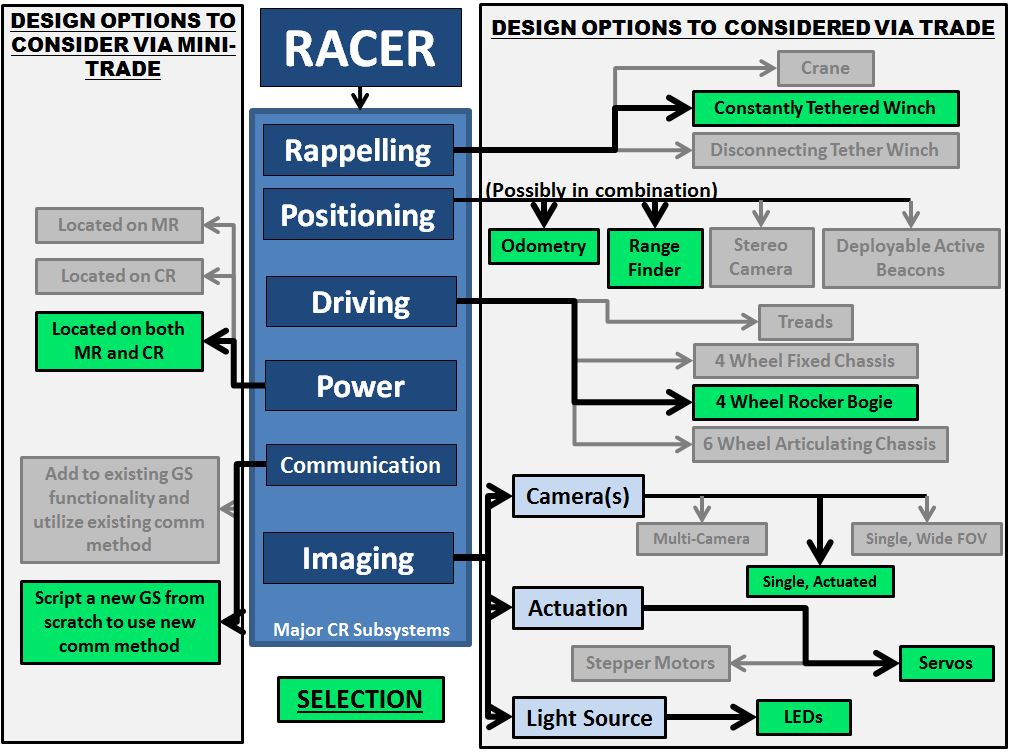 DESIGN OPTIONS TO
CONSIDER VIA MINI-
TRADE
RACER
DESIGN OPTIONS TO CONSIDERED VIA TRADE
Crane
Constantly Tethered Winch
Disconnecting Tether Winch
Rappelling
Positioning
(Possibly in combination)
Odometry
Range
Finder
Stereo
Camera
Deployable Active
Beacons
Located on MR
Located on CR
Located on both
MR and CR
Driving
Treads
4 Wheel Fixed Chassis
4 Wheel Rocker Bogie
6 Wheel Articulating Chassis
Power
Communication
Add to existing GS
functionality and
utilize existing comm
method
Script a new GS from
scratch to use new
comm method
Imaging
Camera(s)
Multi-Camera
Single, Wide FOV
Single, Actuated
Actuation
Stepper Motors
Servos
Light Source
LEDs
Major CR Subsystems
SELECTION